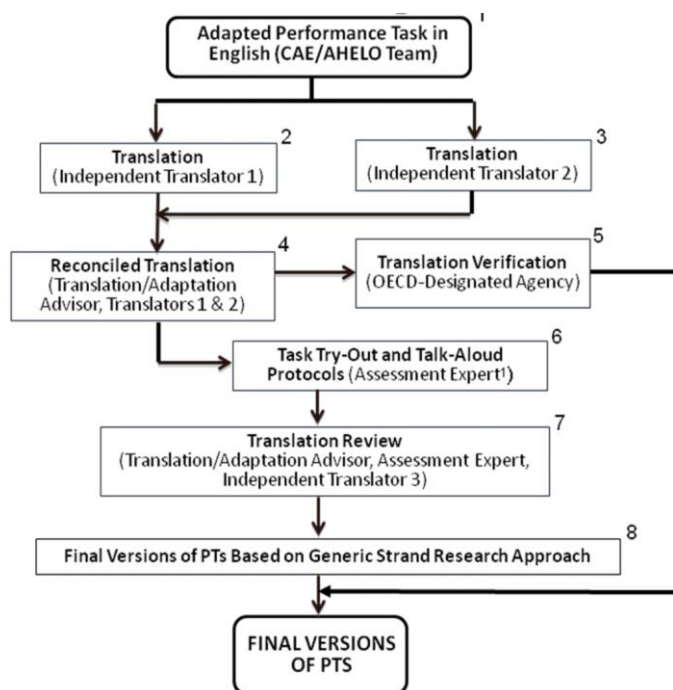 1
Adapted Performance Task in
English (CAE/AHELO Team)
2
Translation
(Independent Translator 1)
3
Translation
(Independent Translator 2)
4
Reconciled Translation
(Translation/Adaptation
Advisor, Translators 1 & 2)
5
Translation Verification
(OECD-Designated Agency)
6
Task Try-Out and Talk-Aloud
Protocols (Assessment Expert¹)
7
Translation Review
(Translation/Adaptation Advisor, Assessment Expert,
Independent Translator 3)
8
Final Versions of PTs Based on Generic Strand Research Approach
FINAL VERSIONS
OF PTS